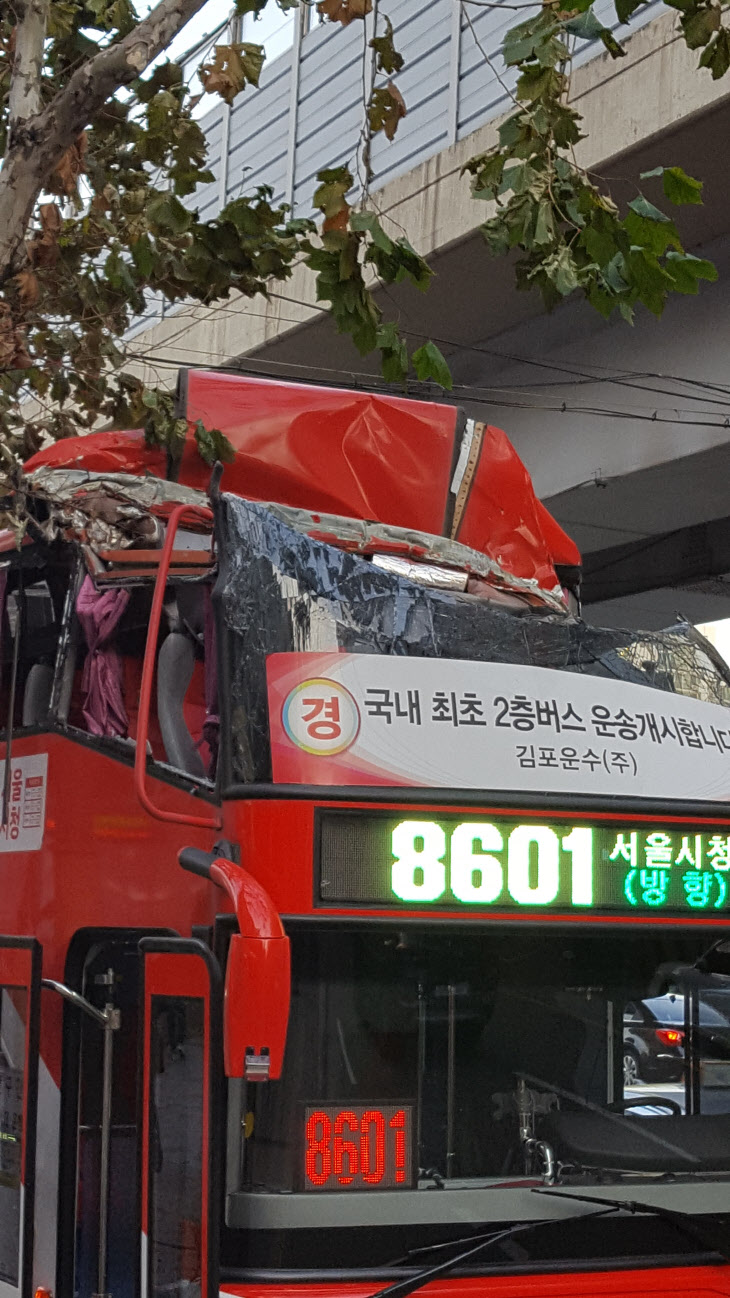 경 국내 최초 2층버스 운송개시합니다
김포운수(주)
8601 서울시청
(방 향)
8601